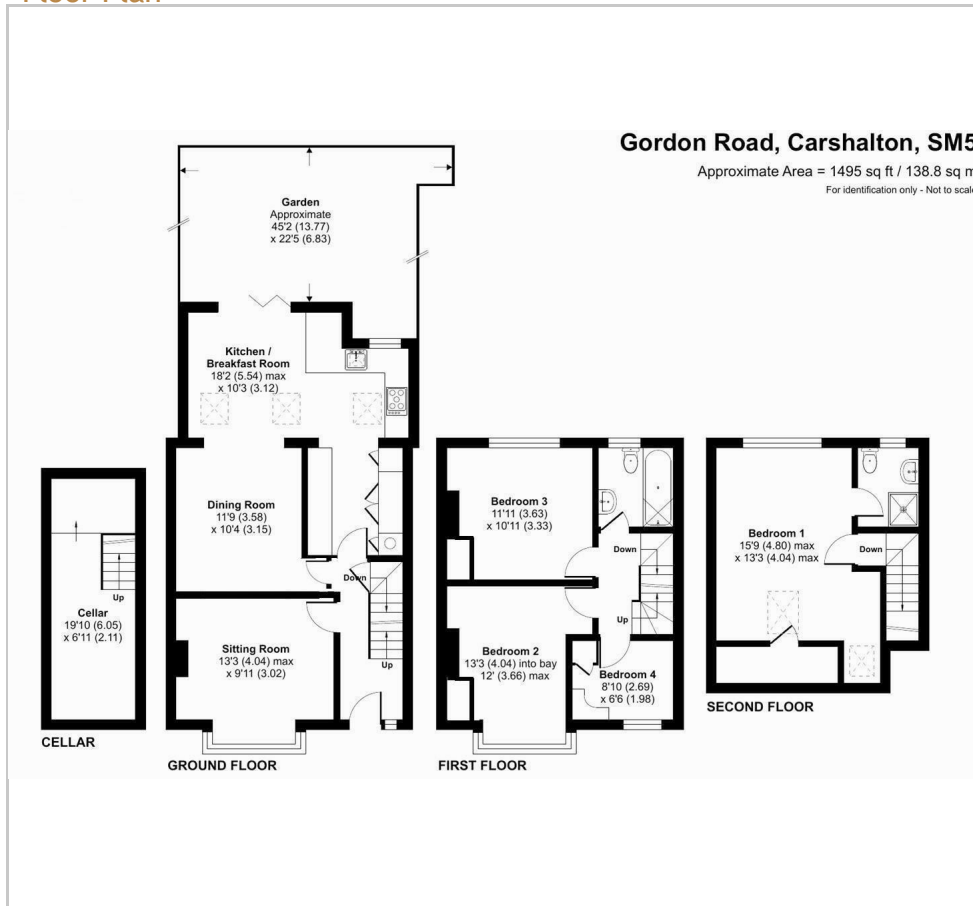 Floor Plan
Gordon Road, Carshalton, SM5
Approximate Area = 1495 sq ft / 138.8 sq m
For identification only - Not to scale
Garden
Approximate
45'2 (13.77)
x 22'5 (6.83)
Kitchen /
Breakfast Room
18'2 (5.54) max
x 10'3 (3.12)
Dining Room
11'9 (3.58)
x 10'4 (3.15)
Down
Sitting Room
13'3 (4.04) max
x 9'11 (3.02)
Up
GROUND FLOOR
Up
Cellar
19'10 (6.05)
x 6'11 (2.11)
CELLAR
Bedroom 3
11'11 (3.63)
x 10'11 (3.33)
Down
Up
Bedroom 2
13'3 (4.04) into bay
12' (3.66) max
Bedroom 4
8'10 (2.69)
x 6'6 (1.98)
FIRST FLOOR
Bedroom 1
15'9 (4.80) max
x 13'3 (4.04) max
Down
SECOND FLOOR